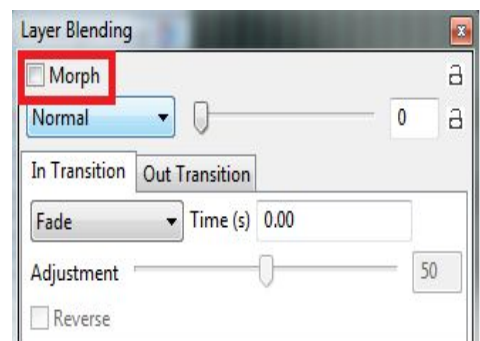 Layer Blending
Morph
Normal 0
In Transition Out Transition
Fade Time (s) 0.00
Adjustment 50
Reverse